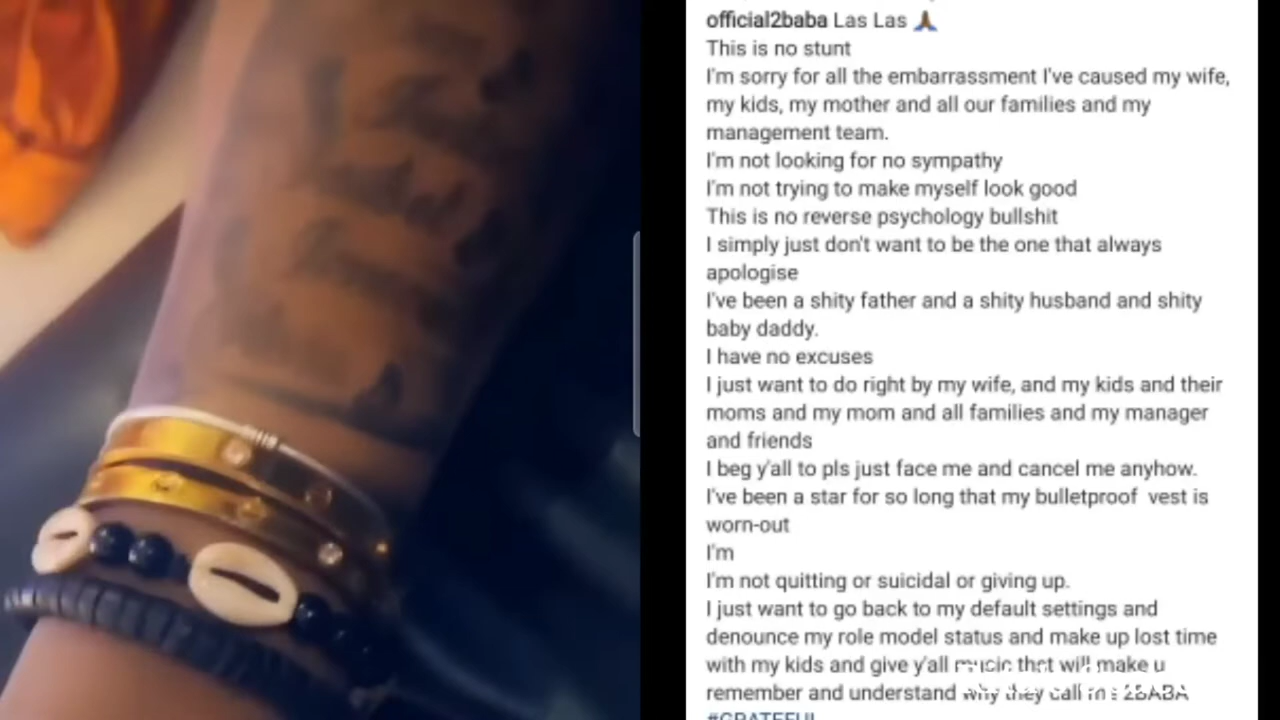 official2baba Las Las 🙏🏾
This is no stunt
I'm sorry for all the embarrassment I've caused my wife,
my kids, my mother and all our families and my
management team.
I'm not looking for no sympathy
I'm not trying to make myself look good
This is no reverse psychology bullshit
I simply just don't want to be the one that always
apologise
I've been a shity father and a shity husband and shity
baby daddy.
I have no excuses
I just want to do right by my wife, and my kids and their
moms and my mom and all families and my manager
and friends
I beg y'all to pls just face me and cancel me anyhow.
I've been a star for so long that my bulletproof vest is
worn-out
I'm
I'm not quitting or suicidal or giving up.
I just want to go back to my default settings and
denounce my role model status and make up lost time
with my kids and give y'all music that will make u
remember and understand why they call me 2BABA
#GRATEFUL